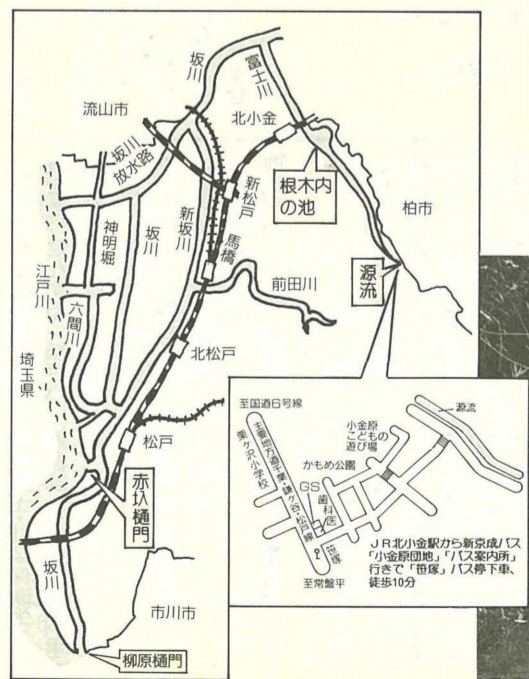 坂川
富士川
流山市
北小金
坂川
放水路
新松戸
根木内
の池
柏市
神明堀
坂川
新坂川
馬橋
前田川
源流
江戸川
六間川
北松戸
埼玉県
松戸
赤圦樋門
坂川
市川市
柳原樋門
至国道6号線
源流
小金原
こどもの
遊び場
主要地方道千葉・鎌ヶ谷・松戸線
栗ヶ沢小学校
かもめ公園
GS
歯科医
笹塚
至常盤平
JR北小金駅から新京成バス
「小金原団地」「バス案内所」
行きで「笹塚」バス停下車、
徒歩10分